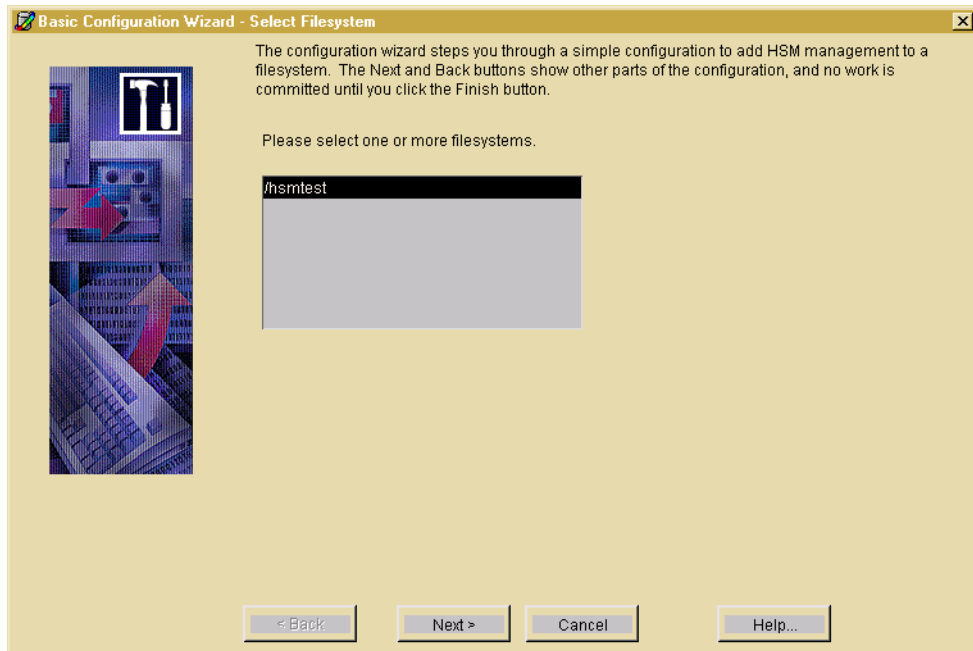 Basic Configuration Wizard - Select Filesystem
The configuration wizard steps you through a simple configuration to add HSM management to a
filesystem. The Next and Back buttons show other parts of the configuration, and no work is
committed until you click the Finish button.
Please select one or more filesystems.
/hsmtest
< Back
Next >
Cancel
Help...